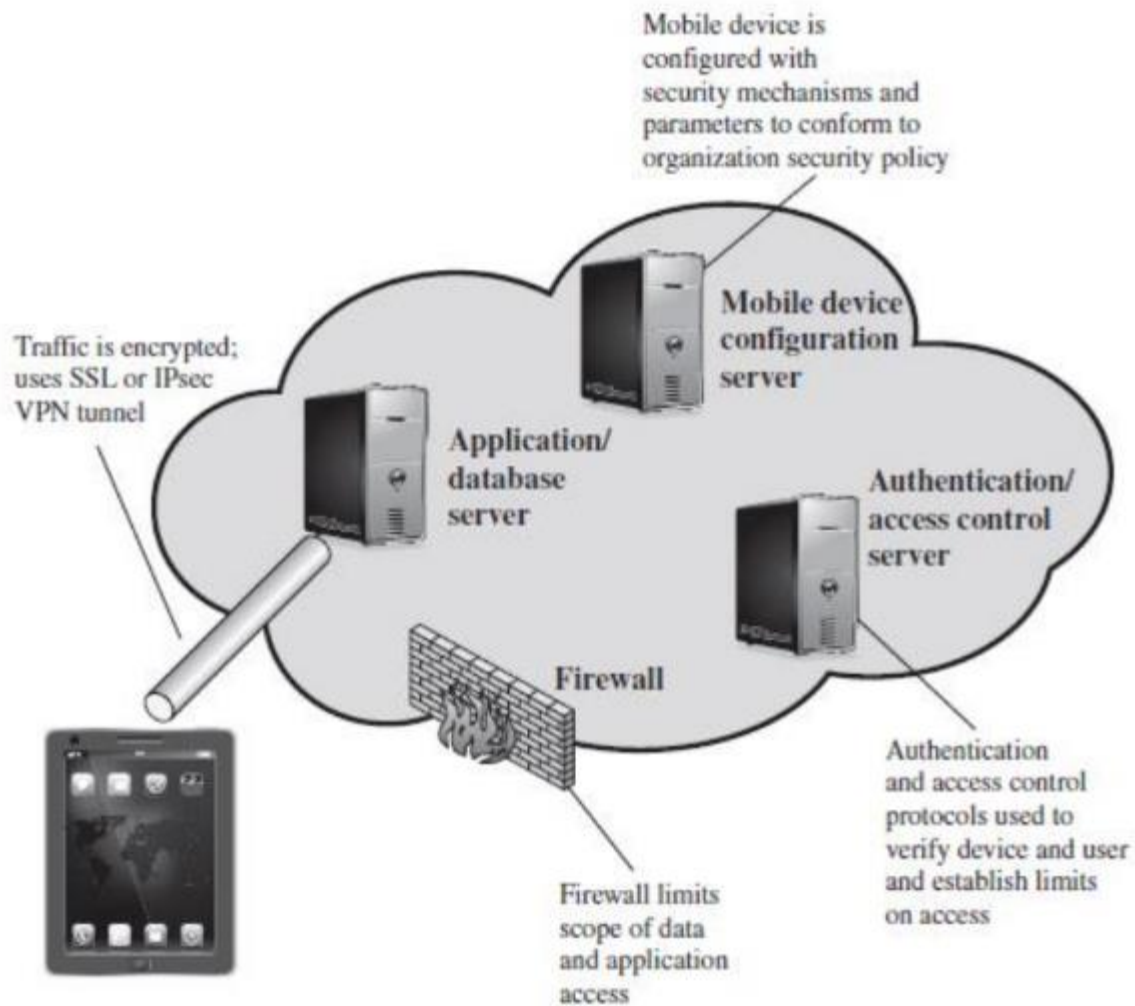 Mobile device is
configured with
security mechanisms and
parameters to conform to
organization security policy
Mobile device
configuration
server
Traffic is encrypted;
uses SSL or IPsec
VPN tunnel
Application/
database
server
Authentication/
access control
server
Firewall
Authentication
and access control
protocols used to
verify device and user
and establish limits
on access
Firewall limits
scope of data
and application
access